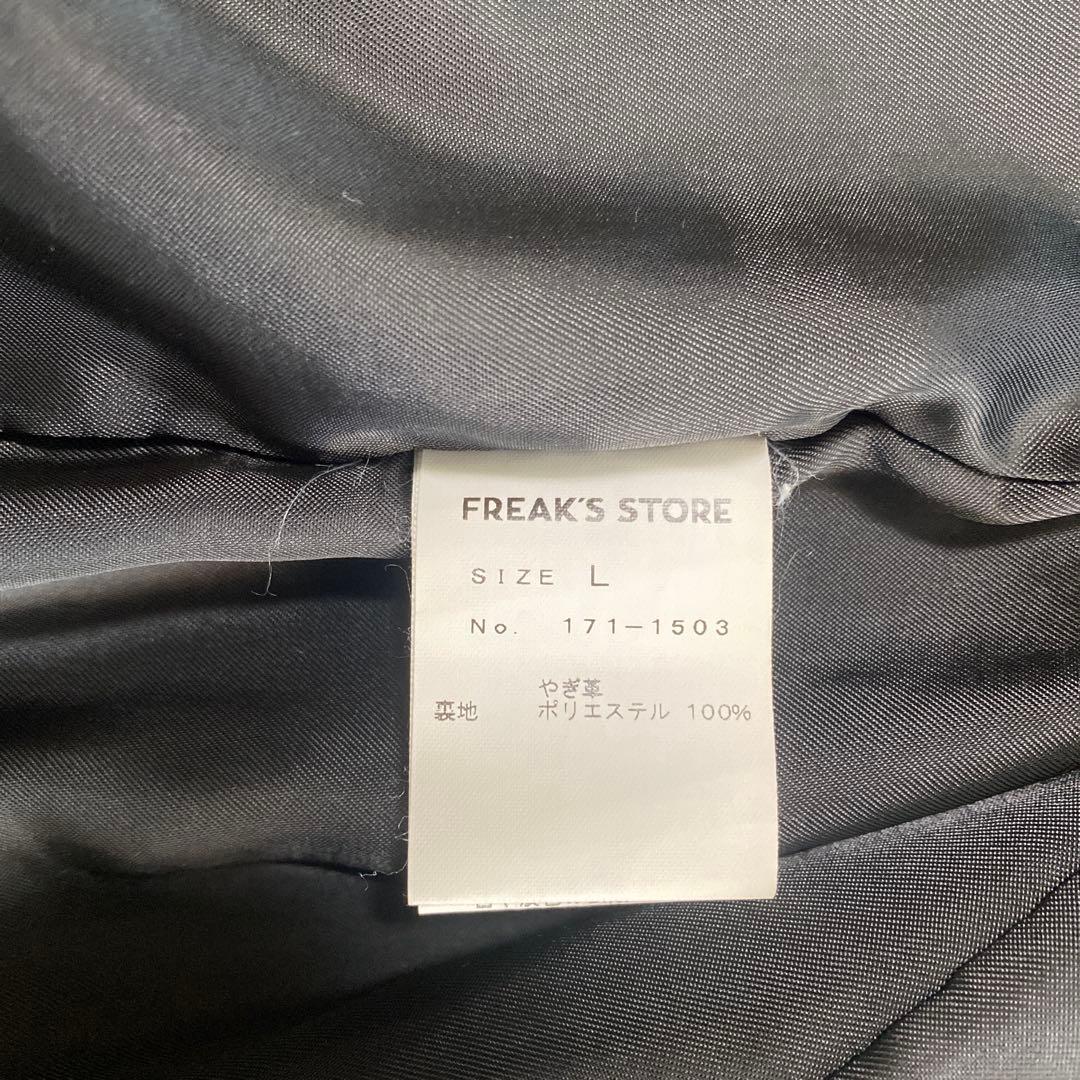 FREAK'S STORE
SIZE L
No. 171-1503
やぎ革
裏地 ポリエステル 100%